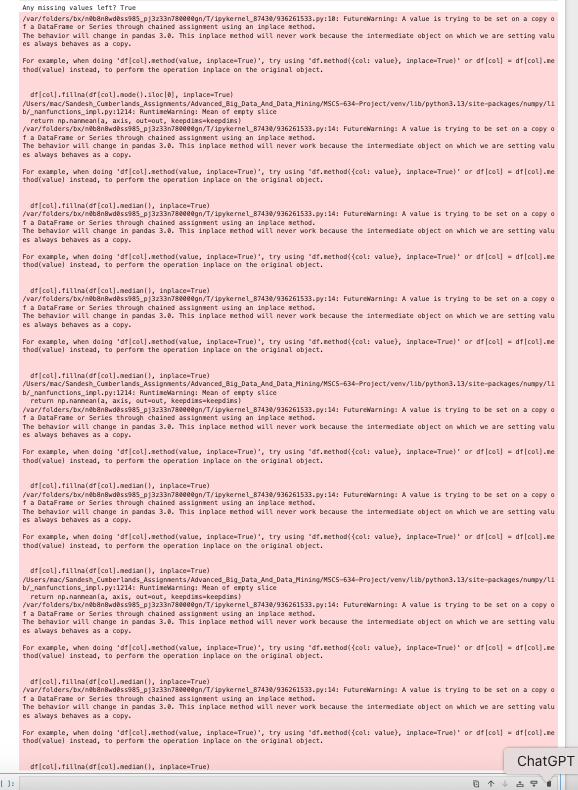 Any missing values left? True
/var/folders/bx/n0b8n8wd0ss985_pj3z33n780000gn/T/ipykernel_87430/936261533.py:10: FutureWarning: A value is trying to be set on a copy o
f a DataFrame or Series through chained assignment using an inplace method.
The behavior will change in pandas 3.0. This inplace method will never work because the intermediate object on which we are setting valu
es always behaves as a copy.

For example, when doing 'df[col].method(value, inplace=True)', try using 'df.method({col: value}, inplace=True)' or df[col] = df[col].me
thod(value) instead, to perform the operation inplace on the original object.

  df[col].fillna(df[col].mode().iloc[0], inplace=True)
/Users/mac/Sandesh_Cumberlands_Assignments/Advanced_Big_Data_And_Data_Mining/MSCS-634-Project/venv/lib/python3.13/site-packages/numpy/li
b/_nanfunctions_impl.py:1214: RuntimeWarning: Mean of empty slice
  return np.nanmean(a, axis, out=out, keepdims=keepdims)
/var/folders/bx/n0b8n8wd0ss985_pj3z33n780000gn/T/ipykernel_87430/936261533.py:14: FutureWarning: A value is trying to be set on a copy o
f a DataFrame or Series through chained assignment using an inplace method.
The behavior will change in pandas 3.0. This inplace method will never work because the intermediate object on which we are setting valu
es always behaves as a copy.

For example, when doing 'df[col].method(value, inplace=True)', try using 'df.method({col: value}, inplace=True)' or df[col] = df[col].me
thod(value) instead, to perform the operation inplace on the original object.

  df[col].fillna(df[col].median(), inplace=True)
/var/folders/bx/n0b8n8wd0ss985_pj3z33n780000gn/T/ipykernel_87430/936261533.py:14: FutureWarning: A value is trying to be set on a copy o
f a DataFrame or Series through chained assignment using an inplace method.
The behavior will change in pandas 3.0. This inplace method will never work because the intermediate object on which we are setting valu
es always behaves as a copy.

For example, when doing 'df[col].method(value, inplace=True)', try using 'df.method({col: value}, inplace=True)' or df[col] = df[col].me
thod(value) instead, to perform the operation inplace on the original object.

  df[col].fillna(df[col].median(), inplace=True)
/var/folders/bx/n0b8n8wd0ss985_pj3z33n780000gn/T/ipykernel_87430/936261533.py:14: FutureWarning: A value is trying to be set on a copy o
f a DataFrame or Series through chained assignment using an inplace method.
The behavior will change in pandas 3.0. This inplace method will never work because the intermediate object on which we are setting valu
es always behaves as a copy.

For example, when doing 'df[col].method(value, inplace=True)', try using 'df.method({col: value}, inplace=True)' or df[col] = df[col].me
thod(value) instead, to perform the operation inplace on the original object.

  df[col].fillna(df[col].median(), inplace=True)
/Users/mac/Sandesh_Cumberlands_Assignments/Advanced_Big_Data_And_Data_Mining/MSCS-634-Project/venv/lib/python3.13/site-packages/numpy/li
b/_nanfunctions_impl.py:1214: RuntimeWarning: Mean of empty slice
  return np.nanmean(a, axis, out=out, keepdims=keepdims)
/var/folders/bx/n0b8n8wd0ss985_pj3z33n780000gn/T/ipykernel_87430/936261533.py:14: FutureWarning: A value is trying to be set on a copy o
f a DataFrame or Series through chained assignment using an inplace method.
The behavior will change in pandas 3.0. This inplace method will never work because the intermediate object on which we are setting valu
es always behaves as a copy.

For example, when doing 'df[col].method(value, inplace=True)', try using 'df.method({col: value}, inplace=True)' or df[col] = df[col].me
thod(value) instead, to perform the operation inplace on the original object.

  df[col].fillna(df[col].median(), inplace=True)
/var/folders/bx/n0b8n8wd0ss985_pj3z33n780000gn/T/ipykernel_87430/936261533.py:14: FutureWarning: A value is trying to be set on a copy o
f a DataFrame or Series through chained assignment using an inplace method.
The behavior will change in pandas 3.0. This inplace method will never work because the intermediate object on which we are setting valu
es always behaves as a copy.

For example, when doing 'df[col].method(value, inplace=True)', try using 'df.method({col: value}, inplace=True)' or df[col] = df[col].me
thod(value) instead, to perform the operation inplace on the original object.

  df[col].fillna(df[col].median(), inplace=True)
/Users/mac/Sandesh_Cumberlands_Assignments/Advanced_Big_Data_And_Data_Mining/MSCS-634-Project/venv/lib/python3.13/site-packages/numpy/li
b/_nanfunctions_impl.py:1214: RuntimeWarning: Mean of empty slice
  return np.nanmean(a, axis, out=out, keepdims=keepdims)
/var/folders/bx/n0b8n8wd0ss985_pj3z33n780000gn/T/ipykernel_87430/936261533.py:14: FutureWarning: A value is trying to be set on a copy o
f a DataFrame or Series through chained assignment using an inplace method.
The behavior will change in pandas 3.0. This inplace method will never work because the intermediate object on which we are setting valu
es always behaves as a copy.

For example, when doing 'df[col].method(value, inplace=True)', try using 'df.method({col: value}, inplace=True)' or df[col] = df[col].me
thod(value) instead, to perform the operation inplace on the original object.

  df[col].fillna(df[col].median(), inplace=True)
/var/folders/bx/n0b8n8wd0ss985_pj3z33n780000gn/T/ipykernel_87430/936261533.py:14: FutureWarning: A value is trying to be set on a copy o
f a DataFrame or Series through chained assignment using an inplace method.
The behavior will change in pandas 3.0. This inplace method will never work because the intermediate object on which we are setting valu
es always behaves as a copy.

For example, when doing 'df[col].method(value, inplace=True)', try using 'df.method({col: value}, inplace=True)' or df[col] = df[col].me
thod(value) instead, to perform the operation inplace on the original object.

  df[col].fillna(df[col].median(), inplace=True)
ChatGPT
[ ]: